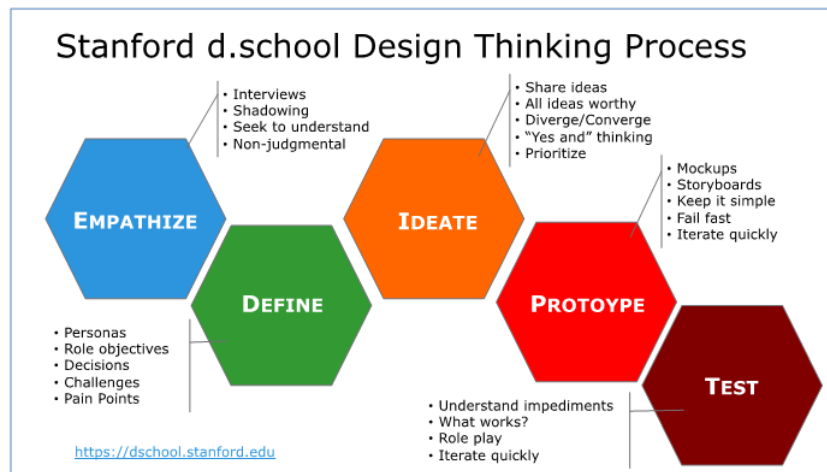 Stanford d.school Design Thinking Process
• Interviews
• Shadowing
• Seek to understand
• Non-judgmental
EMPATHIZE
• Personas
• Role objectives
• Decisions
• Challenges
• Pain Points
DEFINE
• Share ideas
• All ideas worthy
• Diverge/Converge
• “Yes and” thinking
• Prioritize
IDEATE
• Mockups
• Storyboards
• Keep it simple
• Fail fast
• Iterate quickly
PROTOYPE
• Understand impediments
• What works?
• Role play
• Iterate quickly
TEST
https://dschool.stanford.edu